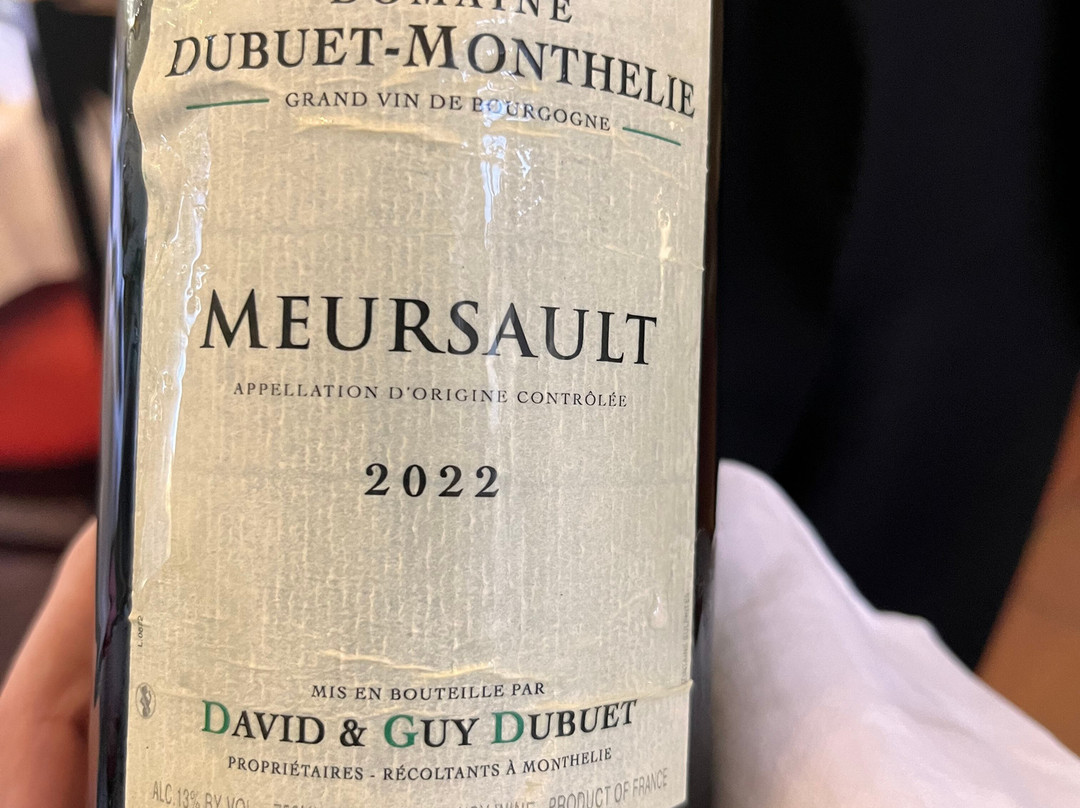 DOMAINE
DUBUET-MONTHELIE
GRAND VIN DE BOURGOGNE
MEURSAULT
APPELLATION D'ORIGINE CONTRÔLÉE
2022
MIS EN BOUTEILLE PAR
DAVID & GUY DUBUET
PROPRIÉTAIRES - RÉCOLTANTS À MONTHELIE
ALC.13% BY VOL. WINE - PRODUCT OF FRANCE